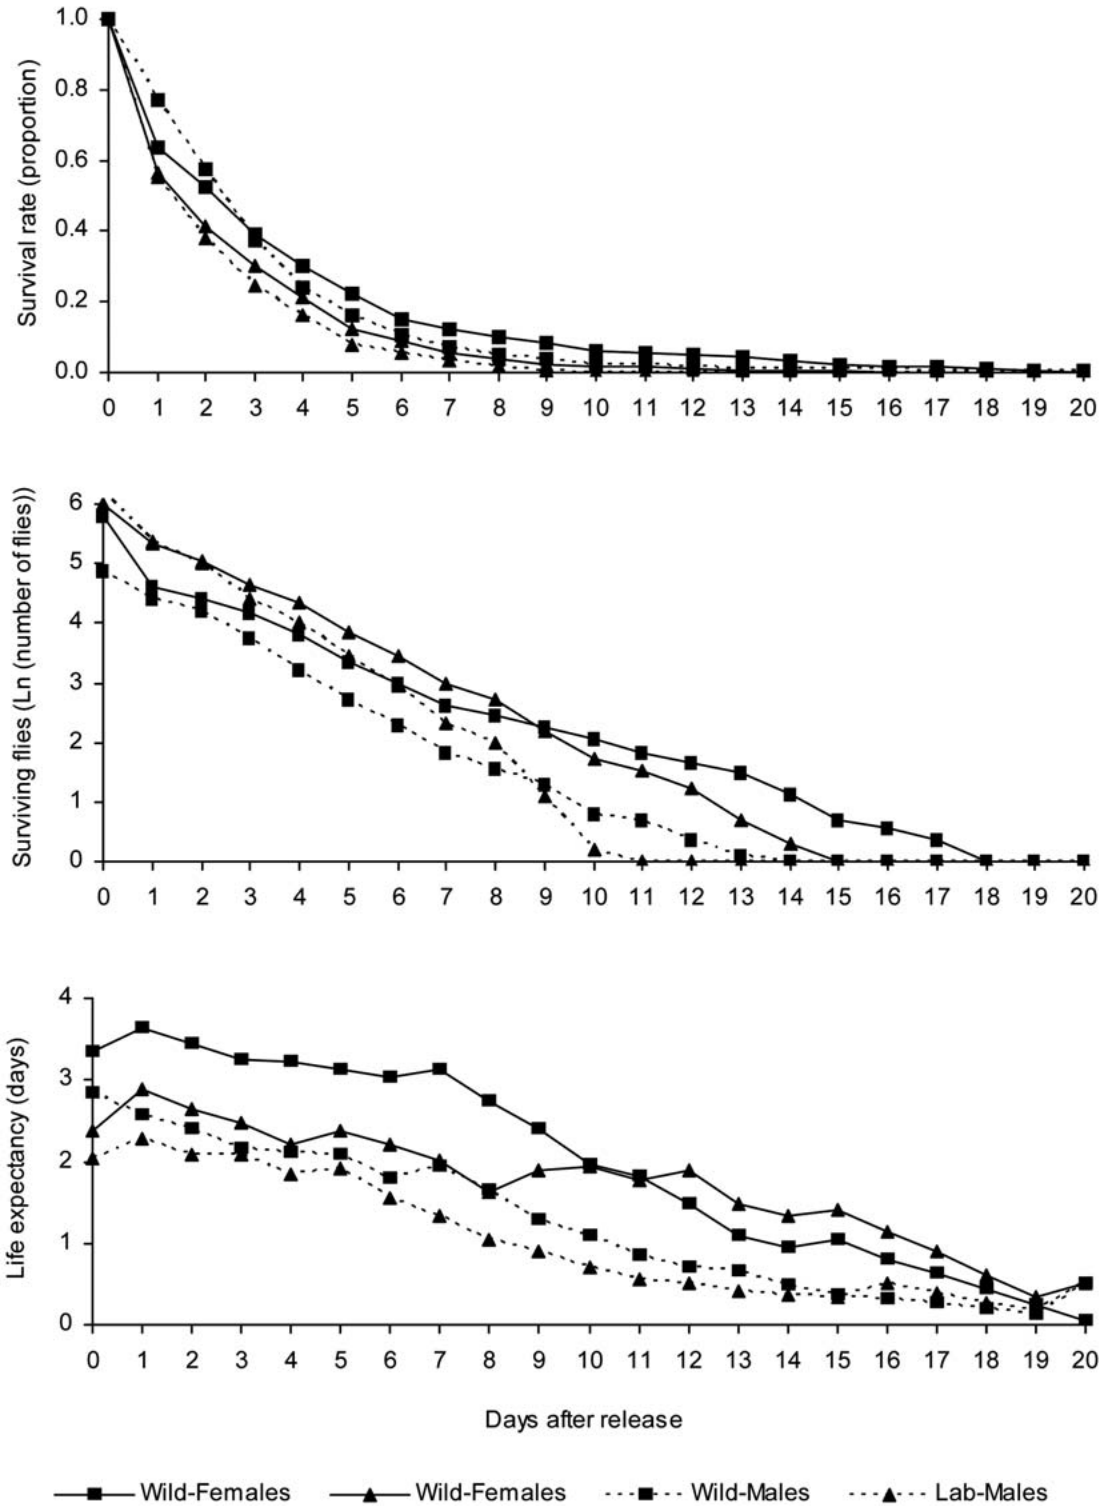 Survival rate (proportion)
1.0
0.8
0.6
0.4
0.2
0.0
0 1 2 3 4 5 6 7 8 9 10 11 12 13 14 15 16 17 18 19 20
Surviving flies (Ln (number of flies))
6
5
4
3
2
1
0
0 1 2 3 4 5 6 7 8 9 10 11 12 13 14 15 16 17 18 19 20
Life expectancy (days)
4
3
2
1
0
0 1 2 3 4 5 6 7 8 9 10 11 12 13 14 15 16 17 18 19 20
Days after release
Wild-Females Wild-Females Wild-Males Lab-Males